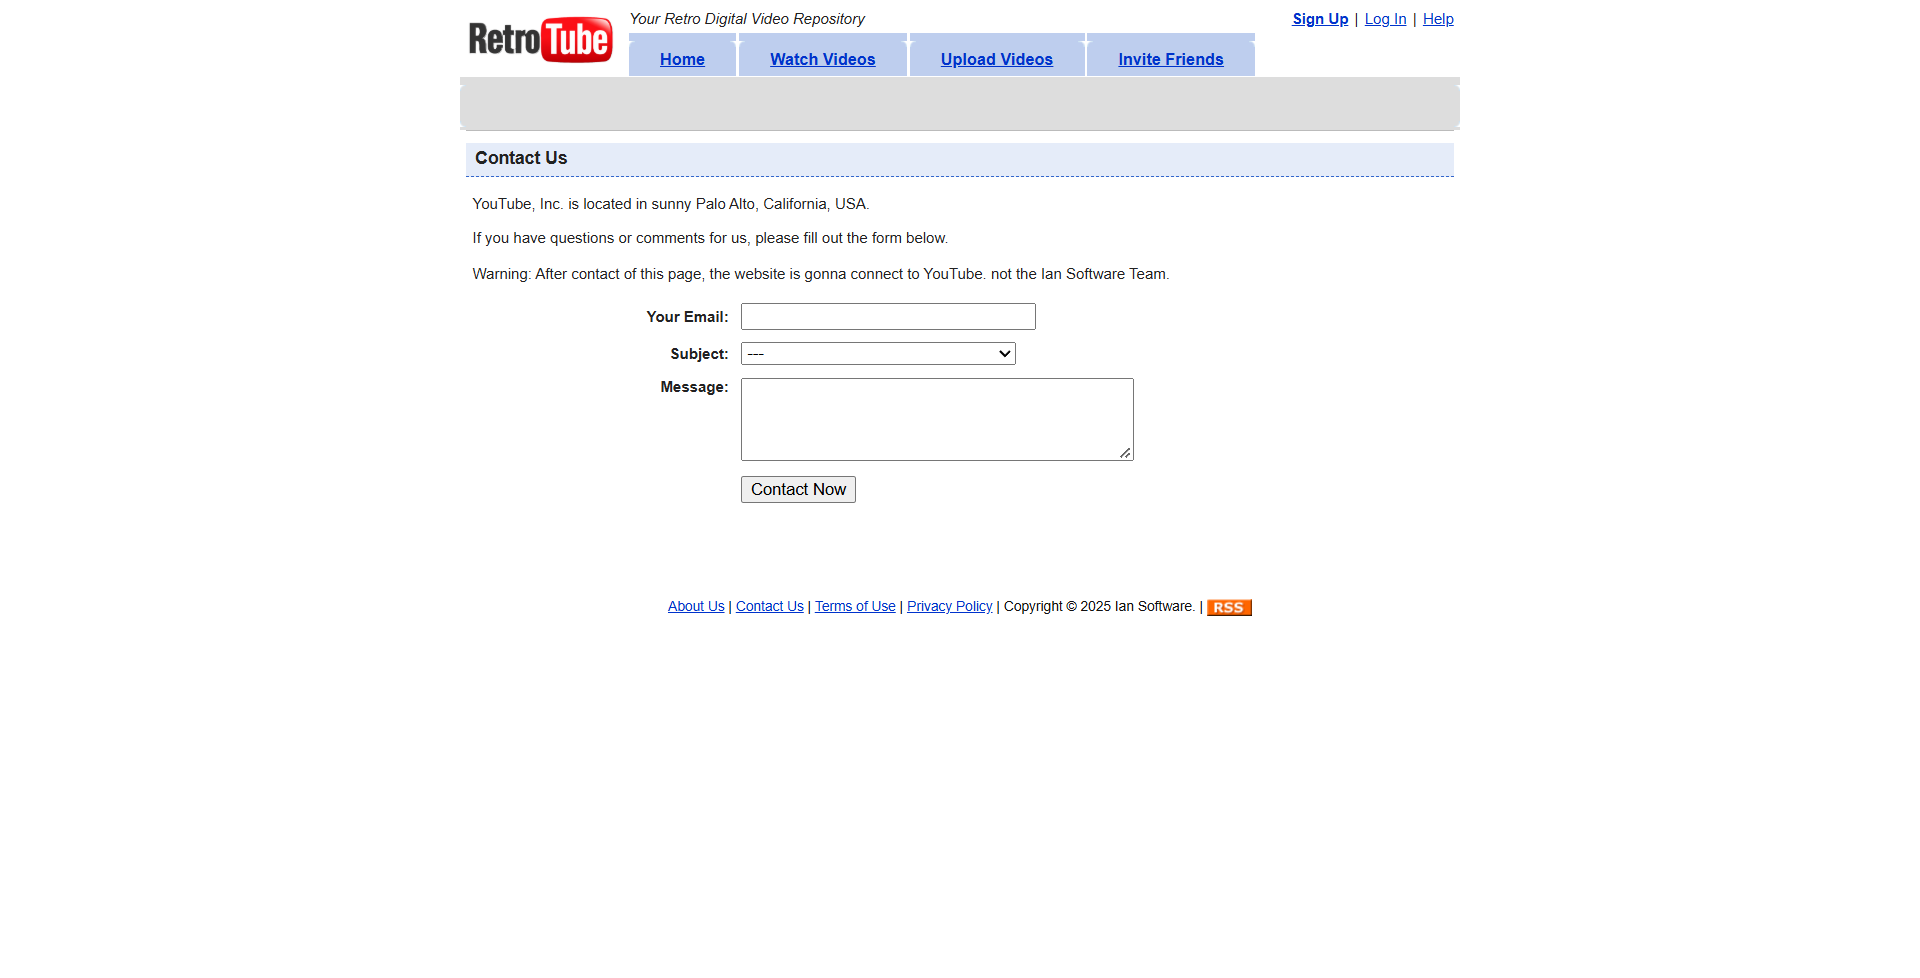 RetroTube
Your Retro Digital Video Repository
Sign Up | Log In | Help
Home Watch Videos Upload Videos Invite Friends
Contact Us
YouTube, Inc. is located in sunny Palo Alto, California, USA.
If you have questions or comments for us, please fill out the form below.
Warning: After contact of this page, the website is gonna connect to YouTube. not the Ian Software Team.
Your Email:
Subject: ---
Message:
Contact Now
About Us | Contact Us | Terms of Use | Privacy Policy | Copyright © 2025 Ian Software. | RSS